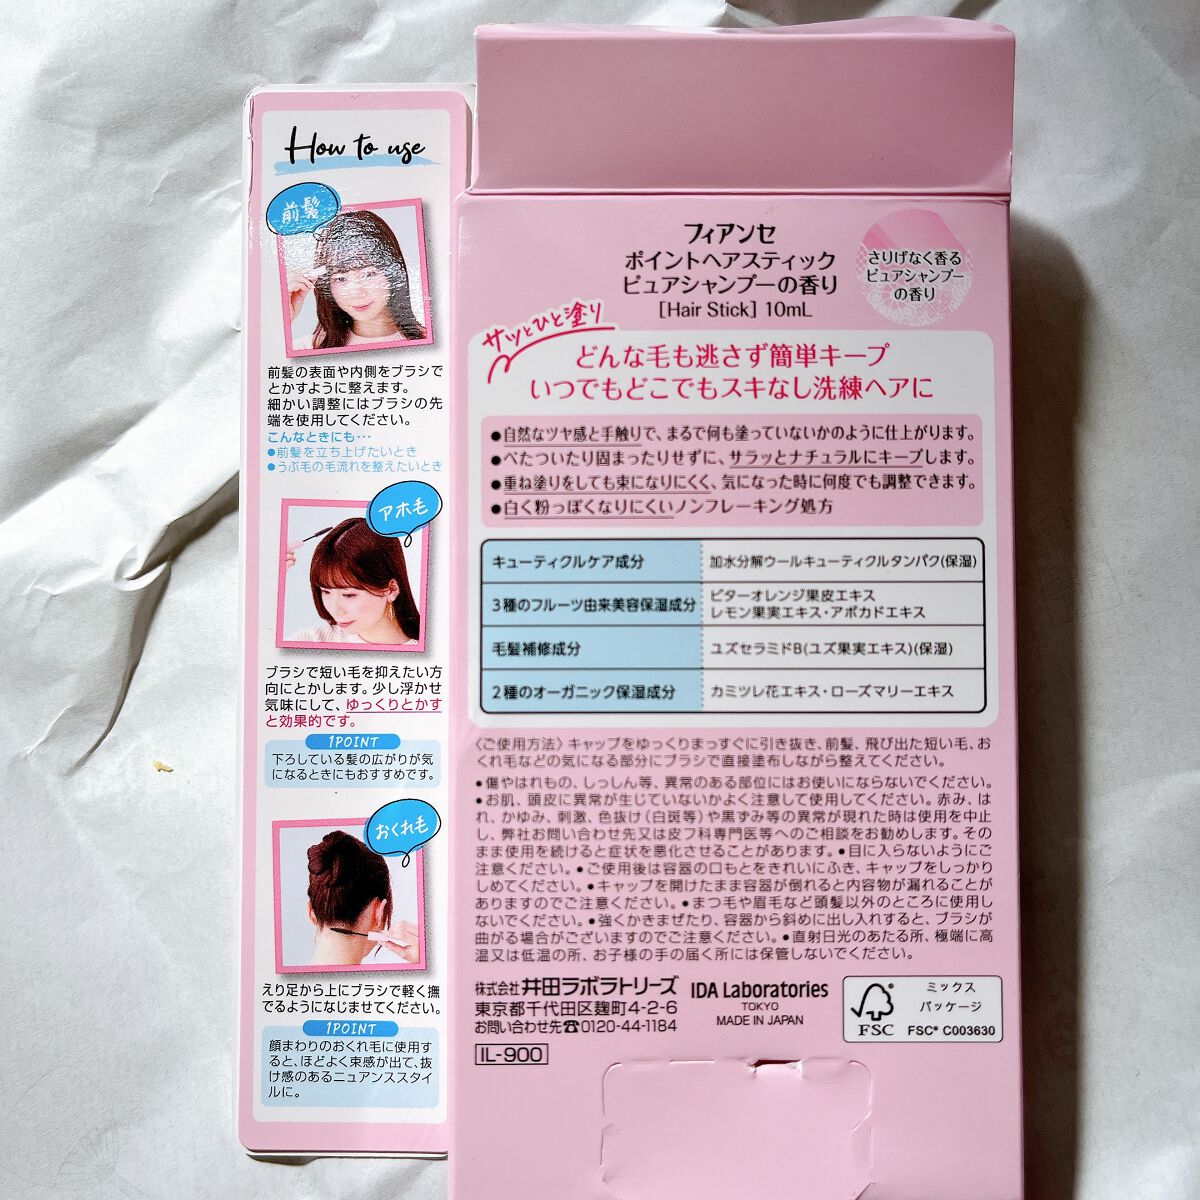 How to use
前髪
前髪の表面や内側をブラシで
とかすように整えます。
細かい調整にはブラシの先
端を使用してください。
こんなときにも…
●前髪を立ち上げたいとき
●うぶ毛の毛流れを整えたいとき
アホ毛
ブラシで短い毛を抑えたい方
向にとかします。少し浮かせ
気味にして、ゆっくりとかす
と効果的です。
1POINT
下ろしている髪の広がりが気
になるときにもおすすめです。
おくれ毛
えり足から上にブラシで軽く撫
でるようになじませてください。
1POINT
顔まわりのおくれ毛に使用す
ると、ほどよく束感が出て、抜
け感のあるニュアンススタイ
ルに。
フィアンセ
ポイントヘアスティック
ピュアシャンプーの香り
[Hair Stick] 10mL
さりげなく香る
ピュアシャンプー
の香り
サッとひと塗り
どんな毛も逃さず簡単キープ
いつでもどこでもスキなし洗練ヘアに
●自然なツヤ感と手触りで、まるで何も塗っていないかのように仕上がります。
●べたついたり固まったりせずに、サラッとナチュラルにキープします。
●重ね塗りをしても束になりにくく、気になった時に何度でも調整できます。
●白く粉っぽくなりにくいノンフレーキング処方
キューティクルケア成分 加水分解ウールキューティクルタンパク(保湿)
3種のフルーツ由来美容保湿成分 ビターオレンジ果皮エキス
レモン果実エキス・アボカドエキス
毛髪補修成分 ユズセラミドB(ユズ果実エキス)(保湿)
2種のオーガニック保湿成分 カミツレ花エキス・ローズマリーエキス
〈ご使用方法〉キャップをゆっくりまっすぐに引き抜き、前髪、飛び出た短い毛、お
くれ毛などの気になる部分にブラシで直接塗布しながら整えてください。
●傷やはれもの、しっしん等、異常のある部位にはお使いにならないでください。
●お肌、頭皮に異常が生じていないかよく注意して使用してください。赤み、は
れ、かゆみ、刺激、色抜け(白斑等)や黒ずみ等の異常が現れた時は使用を中止
し、弊社お問い合わせ先又は皮フ科専門医等へのご相談をお勧めします。その
まま使用を続けると症状を悪化させることがあります。●目に入らないようにご
注意ください。●ご使用後は容器の口もとをきれいにふき、キャップをしっかり
しめてください。●キャップを開けたまま容器が倒れると内容物が漏れることが
ありますのでご注意ください。●まつ毛や眉毛など頭髪以外のところに使用し
ないでください。●強くかきまぜたり、容器から斜めに出し入れすると、ブラシが
曲がる場合がございますのでご注意ください。●直射日光のあたる所、極端に高
温又は低温の所、お子様の手の届く所には保管しないでください。
株式会社 井田ラボラトリーズ
東京都千代田区麹町4-2-6
お問い合わせ先☎0120-44-1184
IL-900
IDA Laboratories
TOKYO
MADE IN JAPAN
FSC
ミックス
パッケージ
FSC® C003630